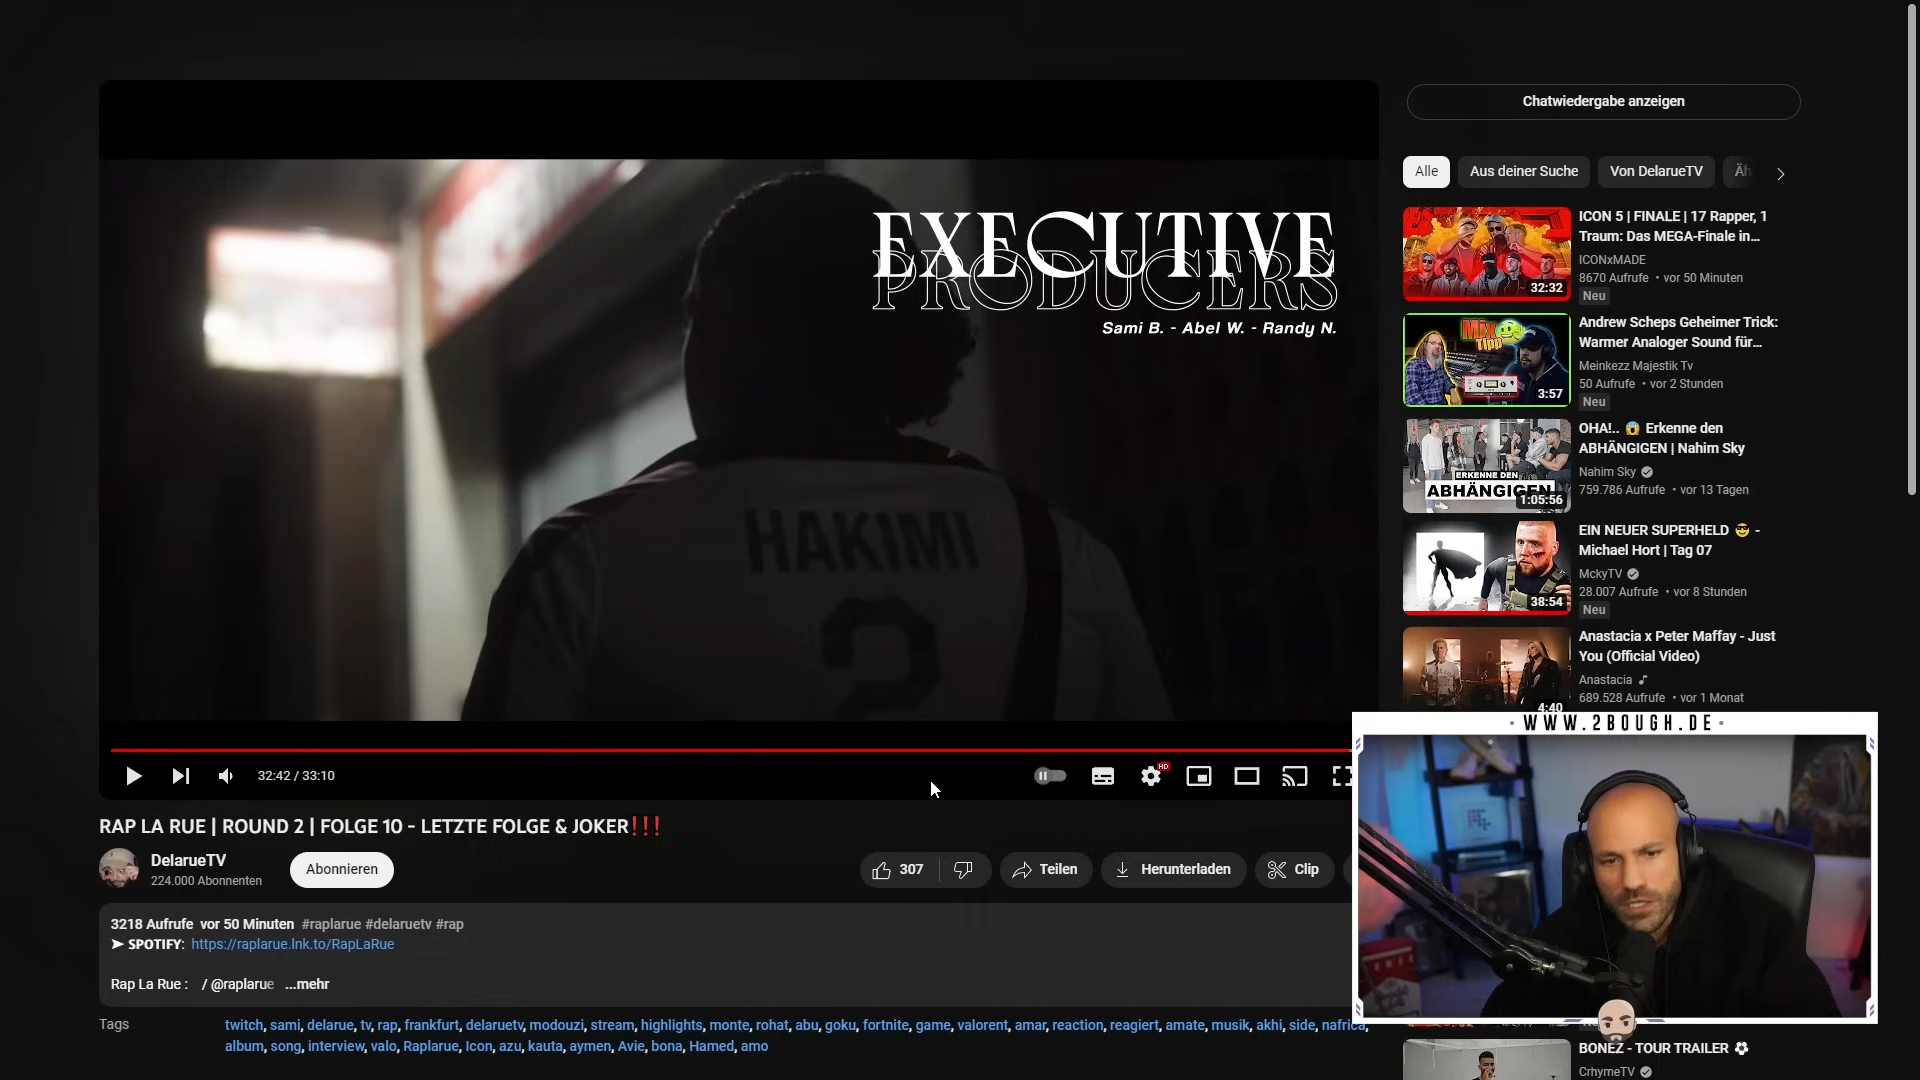 Chatwiedergabe anzeigen
Alle
Aus deiner Suche
Von DelarueTV
EXECUTIVE
PRODUCERS
Sami B. - Abel W. - Randy N.
HAKIMI
2
32:42 / 33:10
HD
RAP LA RUE | ROUND 2 | FOLGE 10 - LETZTE FOLGE & JOKER❗❗❗
DelarueTV
224.000 Abonnenten
Abonnieren
307
Teilen
Herunterladen
Clip
3218 Aufrufe vor 50 Minuten #raplarue #delaruetv #rap
➤ SPOTIFY: https://raplarue.lnk.to/RapLaRue
Rap La Rue : / @raplarue ...mehr
Tags
twitch, sami, delarue, tv, rap, frankfurt, delaruetv, modouzi, stream, highlights, monte, rohat, abu, goku, fortnite, game, valorent, amar, reaction, reagiert, amate, musik, akhi, side, nafrica,
album, song, interview, valo, Raplarue, Icon, azu, kauta, aymen, Avie, bona, Hamed, amo
32:32
ICON 5 | FINALE | 17 Rapper, 1
Traum: Das MEGA-Finale in...
ICONxMADE
8670 Aufrufe • vor 50 Minuten
Neu
Mix
Tipp
3:57
Andrew Scheps Geheimer Trick:
Warmer Analoger Sound für...
Meinkezz Majestik Tv
50 Aufrufe • vor 2 Stunden
Neu
ERKENNE DEN
ABHÄNGIGEN
1:05:56
OHA!.. 😱 Erkenne den
ABHÄNGIGEN | Nahim Sky
Nahim Sky
759.786 Aufrufe • vor 13 Tagen
38:54
EIN NEUER SUPERHELD 😎 -
Michael Hort | Tag 07
MckyTV
28.007 Aufrufe • vor 8 Stunden
Neu
4:40
Anastacia x Peter Maffay - Just
You (Official Video)
Anastacia
689.528 Aufrufe • vor 1 Monat
WWW.2BOUGH.DE
BONEZ - TOUR TRAILER ⚽
CrhymeTV